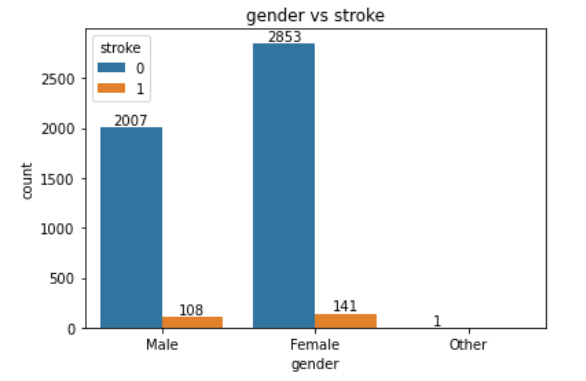 gender vs stroke
stroke
0
1
2853
2007
108
141
1
2500
2000
1500
1000
500
0
count
Male
Female
Other
gender